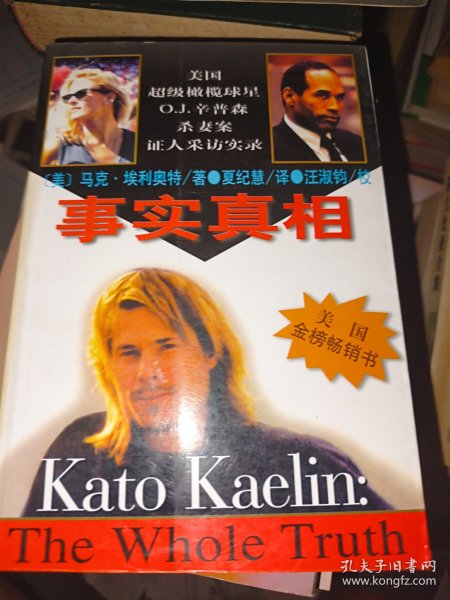 美国
超级橄榄球星
O.J.辛普森
杀妻案
证人采访实录
〔美〕马克·埃利奥特/著●夏纪慧/译●汪淑钧/校
事实真相
美国
金榜畅销书
Kato Kaelin:
The Whole Truth
孔夫子旧书网
www.kongfz.com